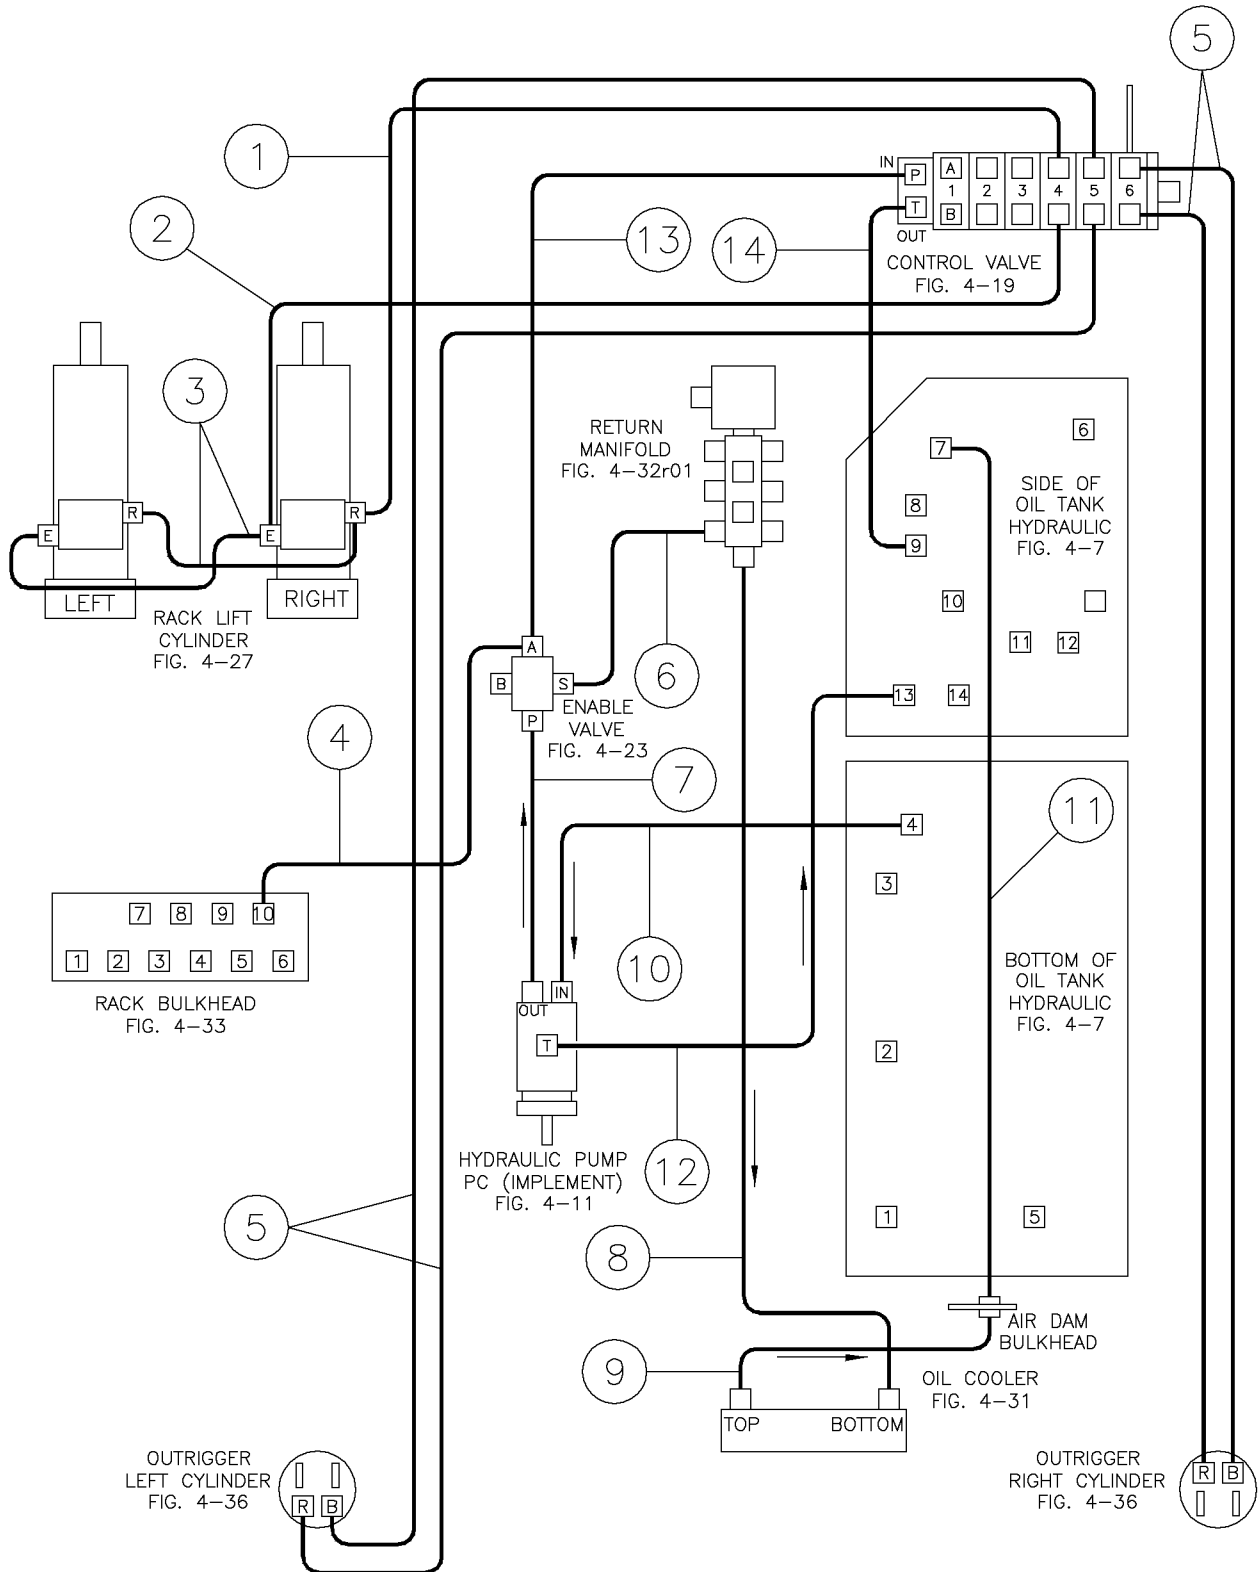 5
1
IN
P
A
1
2
3
4
5
6
T
B
OUT
2
13
14
CONTROL VALVE
FIG. 4-19
3
RETURN
MANIFOLD
FIG. 4-32r01
6
7
SIDE OF
OIL TANK
HYDRAULIC
FIG. 4-7
8
9
R
R
E
E
10
LEFT
RIGHT
RACK LIFT
CYLINDER
FIG. 4-27
11
12
A
B
S
P
6
13
14
ENABLE
VALVE
FIG. 4-23
4
7
11
4
3
7
8
9
10
1
2
3
4
5
6
RACK BULKHEAD
FIG. 4-33
10
BOTTOM OF
OIL TANK
HYDRAULIC
FIG. 4-7
IN
OUT
T
2
HYDRAULIC PUMP
PC (IMPLEMENT)
FIG. 4-11
12
5
8
1
5
AIR DAM
BULKHEAD
9
OIL COOLER
FIG. 4-31
TOP
BOTTOM
OUTRIGGER
LEFT CYLINDER
FIG. 4-36
R
B
OUTRIGGER
RIGHT CYLINDER
FIG. 4-36
R
B